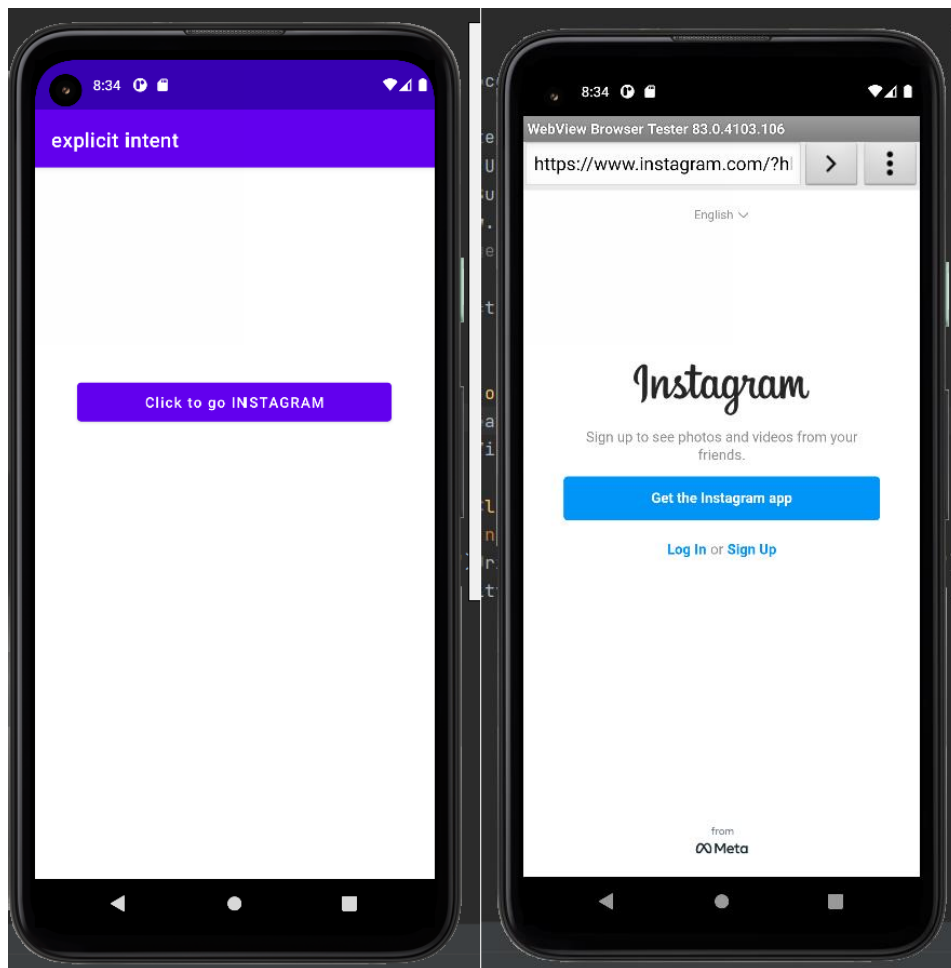 8:34
explicit intent
Click to go INSTAGRAM
8:34
WebView Browser Tester 83.0.4103.106
https://www.instagram.com/?h
English
Instagram
Sign up to see photos and videos from your
friends.
Get the Instagram app
Log In or Sign Up
from
Meta